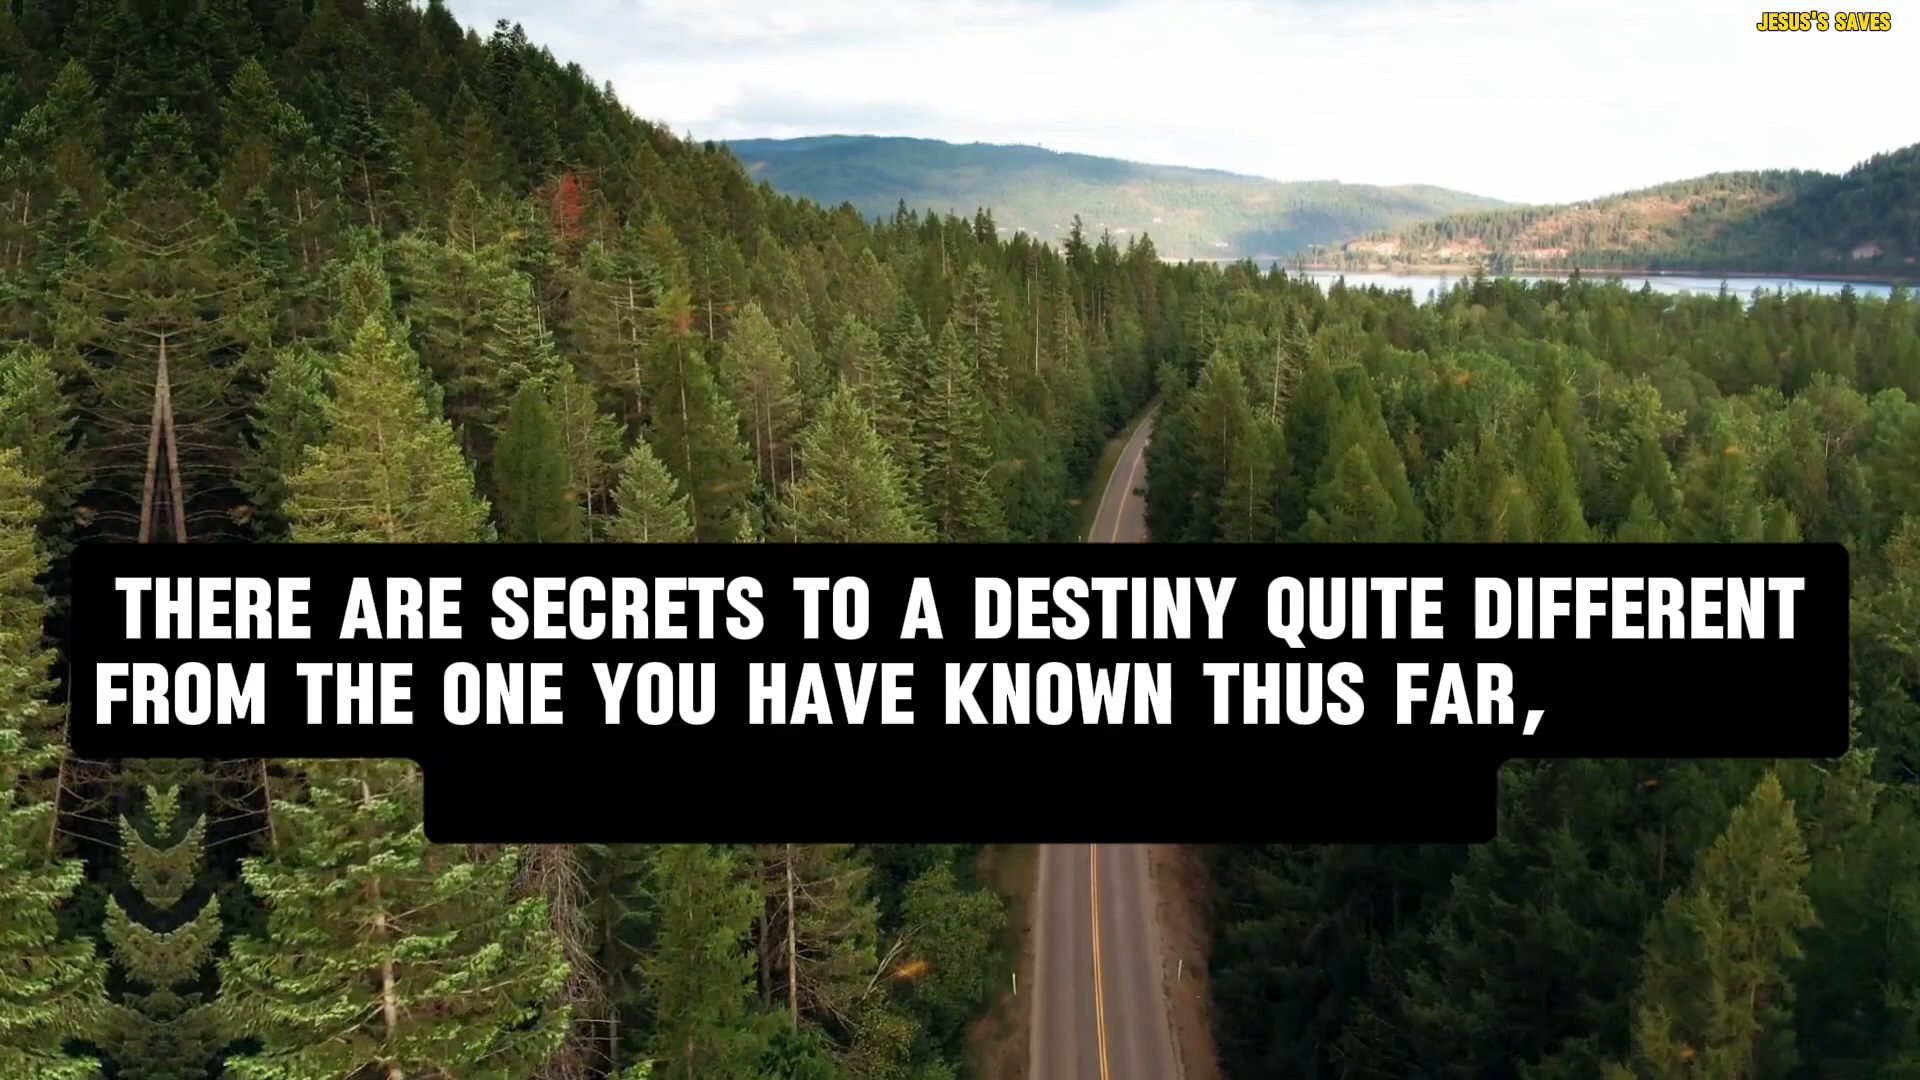 JESUS'S SAVES
THERE ARE SECRETS TO A DESTINY QUITE DIFFERENT
FROM THE ONE YOU HAVE KNOWN THUS FAR,